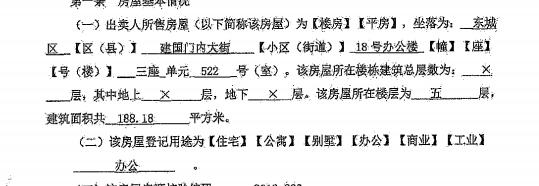 第一条 房屋基本情况
（一）出卖人所售房屋（以下简称该房屋）为【楼房】【平房】，坐落为： 东城
区 【区（县）】 建国门内大街 【小区（街道）】 18号办公楼 【幢】【座】
【号（楼）】 三座 单元 522 号（室）。该房屋所在楼栋建筑总层数为： ×
层，其中地上 × 层，地下 × 层。该房屋所在楼层为 五 层，
建筑面积共 188.18 平方米。
（二）该房屋登记用途为【住宅】【公寓】【别墅】【办公】【商业】【工业】
办公 。